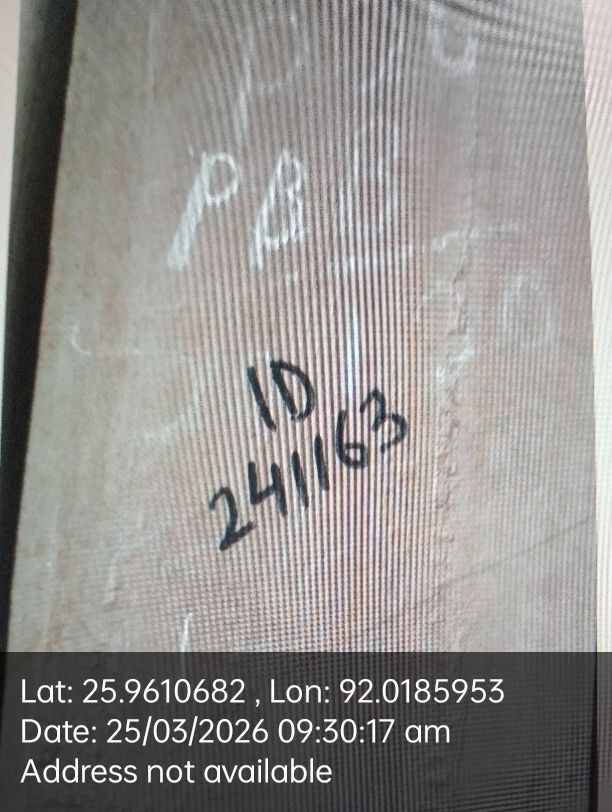 P B
ID
241163
Lat: 25.9610682 , Lon: 92.0185953
Date: 25/03/2026 09:30:17 am
Address not available